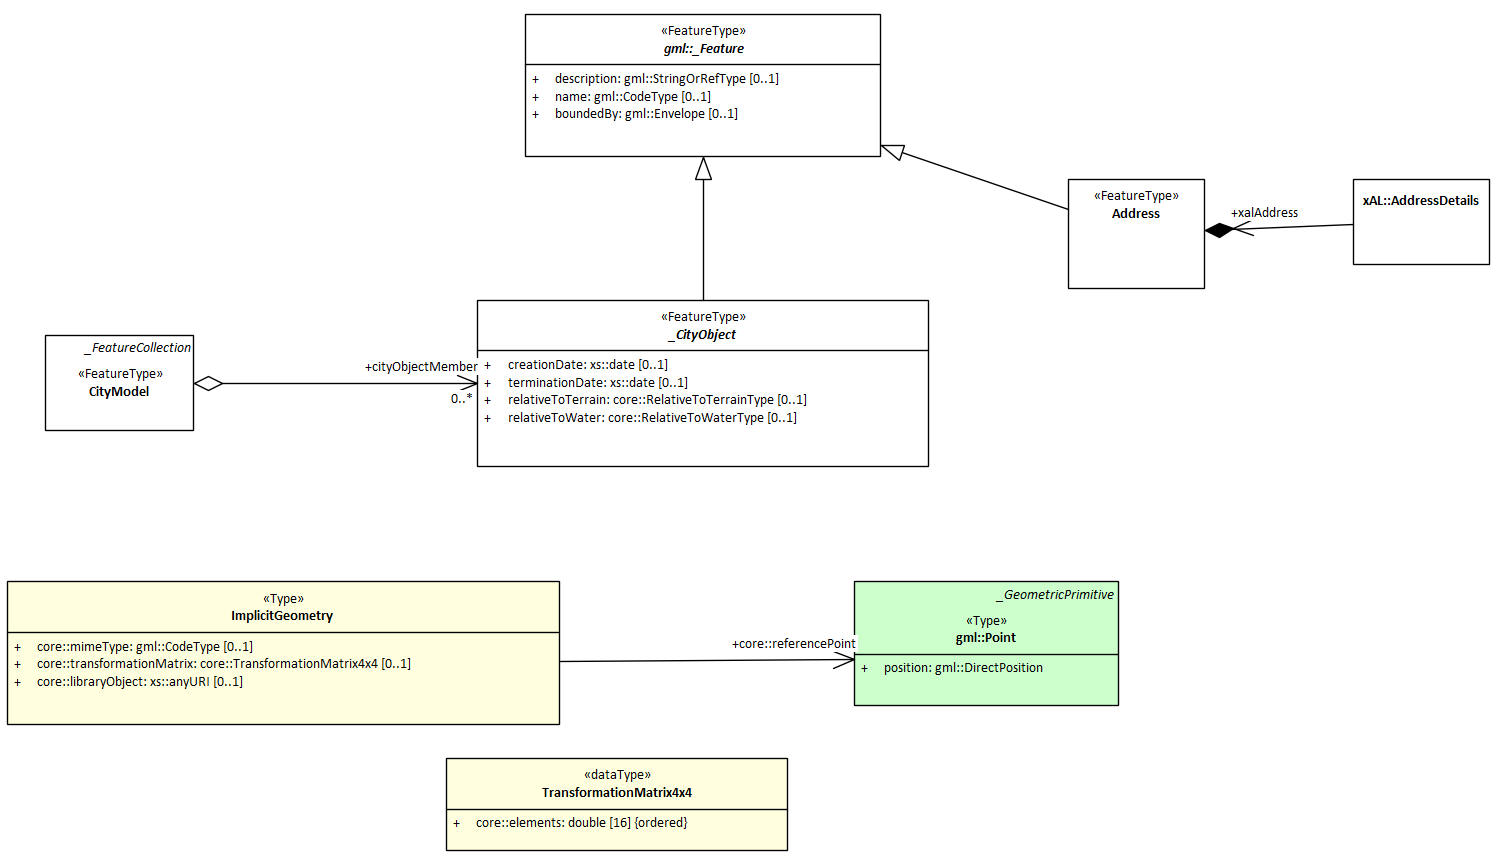 «FeatureType»
gml::_Feature
+ description: gml::StringOrRefType [0..1]
+ name: gml::CodeType [0..1]
+ boundedBy: gml::Envelope [0..1]
«FeatureType»
Address
+xalAddress
xAL::AddressDetails
_FeatureCollection
«FeatureType»
CityModel
+cityObjectMember
0..*
«FeatureType»
_CityObject
+ creationDate: xs::date [0..1]
+ terminationDate: xs::date [0..1]
+ relativeToTerrain: core::RelativeToTerrainType [0..1]
+ relativeToWater: core::RelativeToWaterType [0..1]
«Type»
ImplicitGeometry
+ core::mimeType: gml::CodeType [0..1]
+ core::transformationMatrix: core::TransformationMatrix4x4 [0..1]
+ core::libraryObject: xs::anyURI [0..1]
+core::referencePoint
_GeometricPrimitive
«Type»
gml::Point
+ position: gml::DirectPosition
«dataType»
TransformationMatrix4x4
+ core::elements: double [16] {ordered}